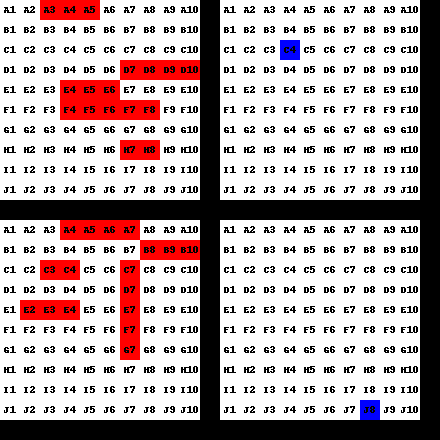 A1 A2 A3 A4 A5 A6 A7 A8 A9 A10
B1 B2 B3 B4 B5 B6 B7 B8 B9 B10
C1 C2 C3 C4 C5 C6 C7 C8 C9 C10
D1 D2 D3 D4 D5 D6 D7 D8 D9 D10
E1 E2 E3 E4 E5 E6 E7 E8 E9 E10
F1 F2 F3 F4 F5 F6 F7 F8 F9 F10
G1 G2 G3 G4 G5 G6 G7 G8 G9 G10
H1 H2 H3 H4 H5 H6 H7 H8 H9 H10
I1 I2 I3 I4 I5 I6 I7 I8 I9 I10
J1 J2 J3 J4 J5 J6 J7 J8 J9 J10
A1 A2 A3 A4 A5 A6 A7 A8 A9 A10
B1 B2 B3 B4 B5 B6 B7 B8 B9 B10
C1 C2 C3 C4 C5 C6 C7 C8 C9 C10
D1 D2 D3 D4 D5 D6 D7 D8 D9 D10
E1 E2 E3 E4 E5 E6 E7 E8 E9 E10
F1 F2 F3 F4 F5 F6 F7 F8 F9 F10
G1 G2 G3 G4 G5 G6 G7 G8 G9 G10
H1 H2 H3 H4 H5 H6 H7 H8 H9 H10
I1 I2 I3 I4 I5 I6 I7 I8 I9 I10
J1 J2 J3 J4 J5 J6 J7 J8 J9 J10
A1 A2 A3 A4 A5 A6 A7 A8 A9 A10
B1 B2 B3 B4 B5 B6 B7 B8 B9 B10
C1 C2 C3 C4 C5 C6 C7 C8 C9 C10
D1 D2 D3 D4 D5 D6 D7 D8 D9 D10
E1 E2 E3 E4 E5 E6 E7 E8 E9 E10
F1 F2 F3 F4 F5 F6 F7 F8 F9 F10
G1 G2 G3 G4 G5 G6 G7 G8 G9 G10
H1 H2 H3 H4 H5 H6 H7 H8 H9 H10
I1 I2 I3 I4 I5 I6 I7 I8 I9 I10
J1 J2 J3 J4 J5 J6 J7 J8 J9 J10
A1 A2 A3 A4 A5 A6 A7 A8 A9 A10
B1 B2 B3 B4 B5 B6 B7 B8 B9 B10
C1 C2 C3 C4 C5 C6 C7 C8 C9 C10
D1 D2 D3 D4 D5 D6 D7 D8 D9 D10
E1 E2 E3 E4 E5 E6 E7 E8 E9 E10
F1 F2 F3 F4 F5 F6 F7 F8 F9 F10
G1 G2 G3 G4 G5 G6 G7 G8 G9 G10
H1 H2 H3 H4 H5 H6 H7 H8 H9 H10
I1 I2 I3 I4 I5 I6 I7 I8 I9 I10
J1 J2 J3 J4 J5 J6 J7 J8 J9 J10